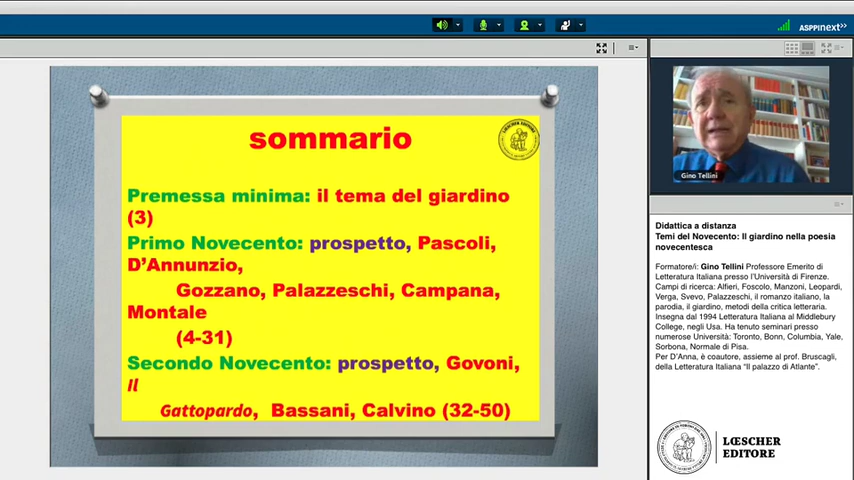 ASPPInext>>
sommario
LŒSCHER EDITORE
Premessa minima: il tema del giardino
(3)
Primo Novecento: prospetto, Pascoli,
D'Annunzio,
Gozzano, Palazzeschi, Campana,
Montale
(4-31)
Secondo Novecento: prospetto, Govoni,
Il
Gattopardo, Bassani, Calvino (32-50)
Gino Tellini
Didattica a distanza
Temi del Novecento: Il giardino nella poesia
novecentesca
Formatore/i: Gino Tellini Professore Emerito di
Letteratura Italiana presso l'Università di Firenze.
Campi di ricerca: Alfieri, Foscolo, Manzoni, Leopardi,
Verga, Svevo, Palazzeschi, il romanzo italiano, la
parodia, il giardino, metodi della critica letteraria.
Insegna dal 1994 Letteratura Italiana al Middlebury
College, negli Usa. Ha tenuto seminari presso
numerose Università: Toronto, Bonn, Columbia, Yale,
Sorbona, Normale di Pisa.
Per D'Anna, è coautore, assieme al prof. Bruscagli,
della Letteratura Italiana "Il palazzo di Atlante".
LŒSCHER
EDITORE